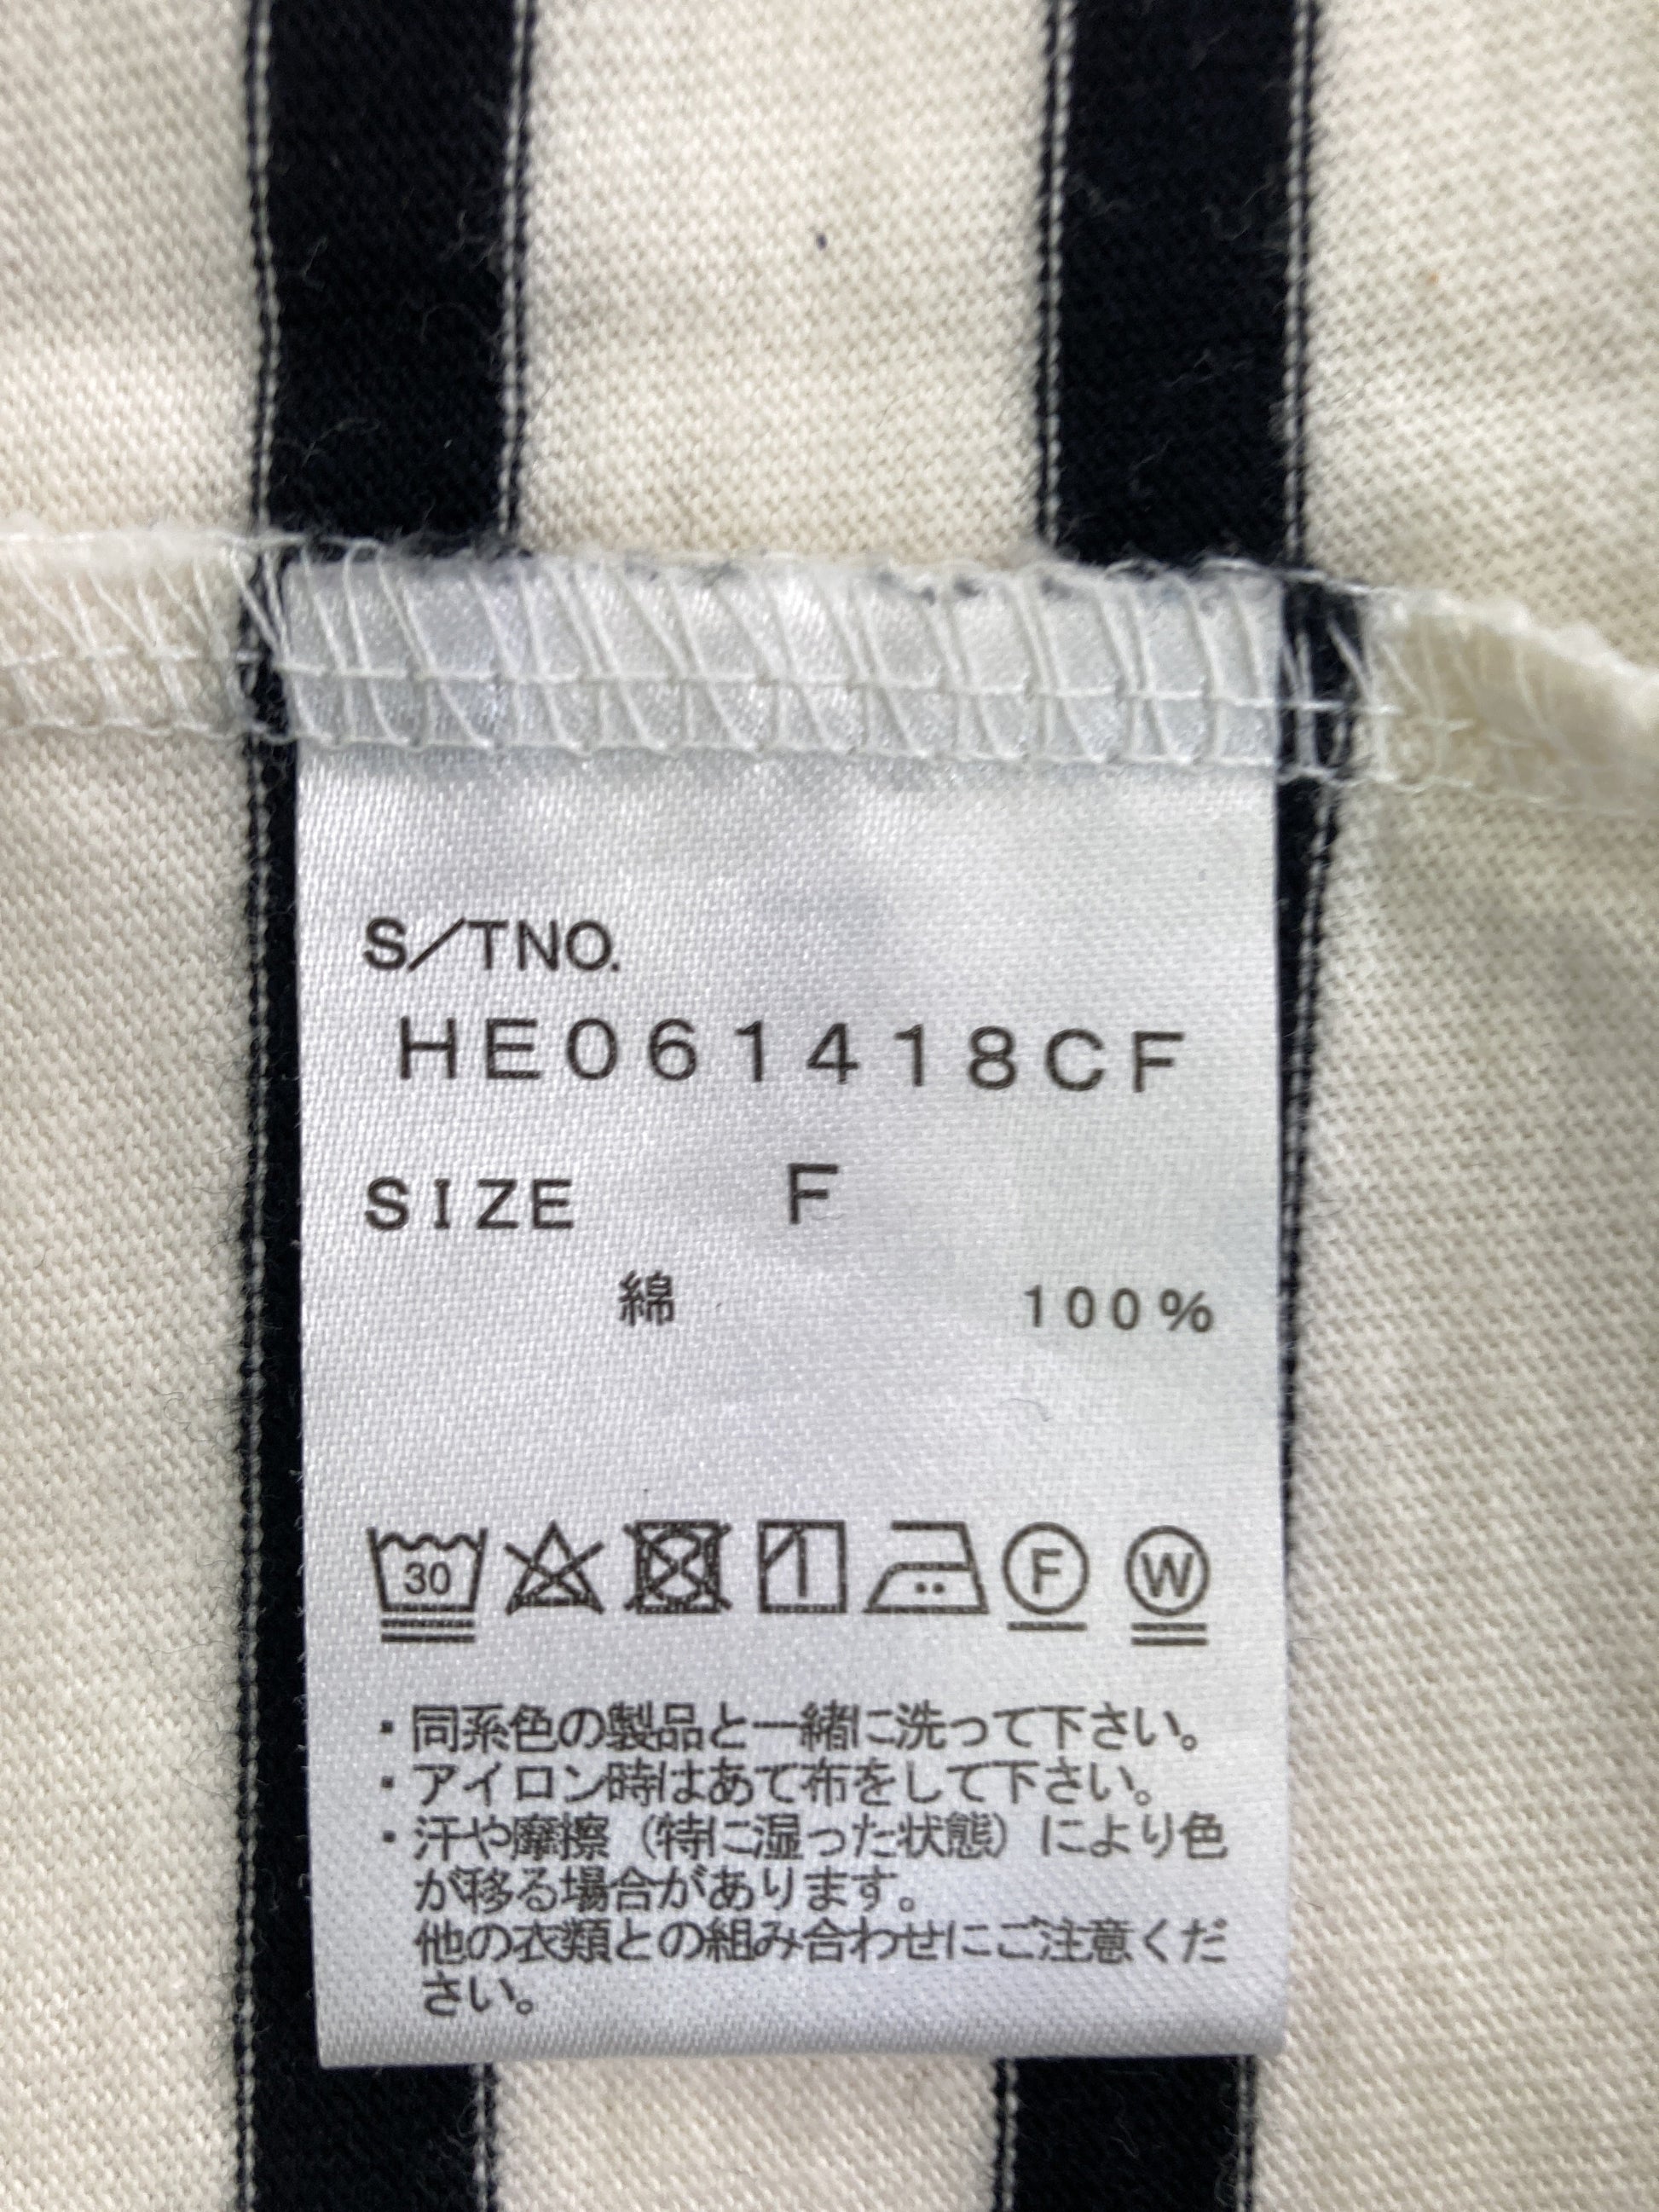 S／TNO.
HE061418CF
SIZE F
綿 100%
30 F W
・同系色の製品と一緒に洗って下さい。
・アイロン時はあて布をして下さい。
・汗や摩擦（特に湿った状態）により色
が移る場合があります。
他の衣類との組み合わせにご注意くだ
さい。